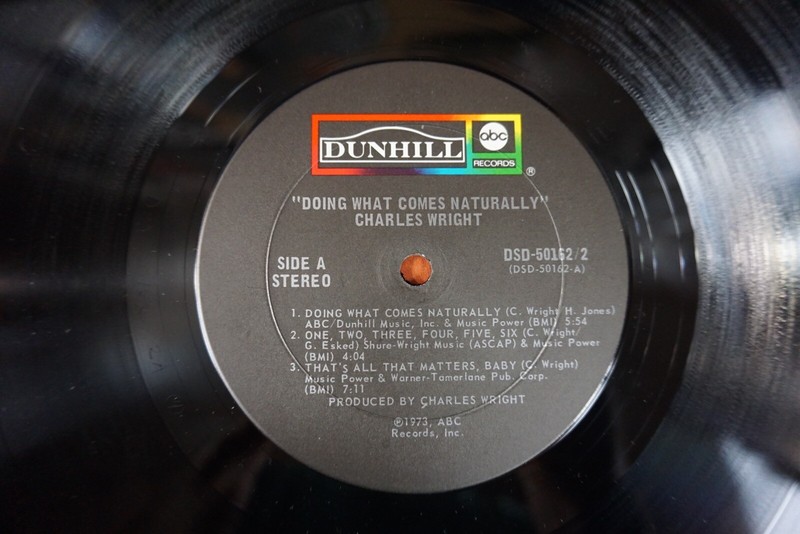 DUNHILL
abc
RECORDS
®
"DOING WHAT COMES NATURALLY"
CHARLES WRIGHT
SIDE A
STEREO
DSD-50162/2
(DSD-50162-A)
1. DOING WHAT COMES NATURALLY (C. Wright H. Jones)
ABC/Dunhill Music, Inc. & Music Power (BMI) 5:54
2. ONE, TWO, THREE, FOUR, FIVE, SIX (C. Wright/
G. Esked) Shure-Wright Music (ASCAP) & Music Power
(BMI) 4:04
3. THAT'S ALL THAT MATTERS, BABY (C. Wright)
Music Power & Warner-Tamerlane Pub. Corp.
(BMI) 7:11
PRODUCED BY CHARLES WRIGHT
℗1973, ABC
Records, Inc.